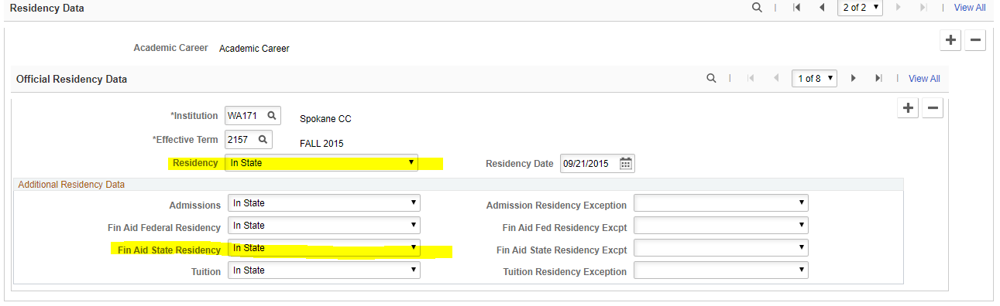 Residency Data 2 of 2 View All
Academic Career Academic Career
Official Residency Data 1 of 8 View All
*Institution WA171 Spokane CC
*Effective Term 2157 FALL 2015
Residency In State Residency Date 09/21/2015
Additional Residency Data
Admissions In State Admission Residency Exception
Fin Aid Federal Residency In State Fin Aid Fed Residency Excpt
Fin Aid State Residency In State Fin Aid State Residency Excpt
Tuition In State Tuition Residency Exception